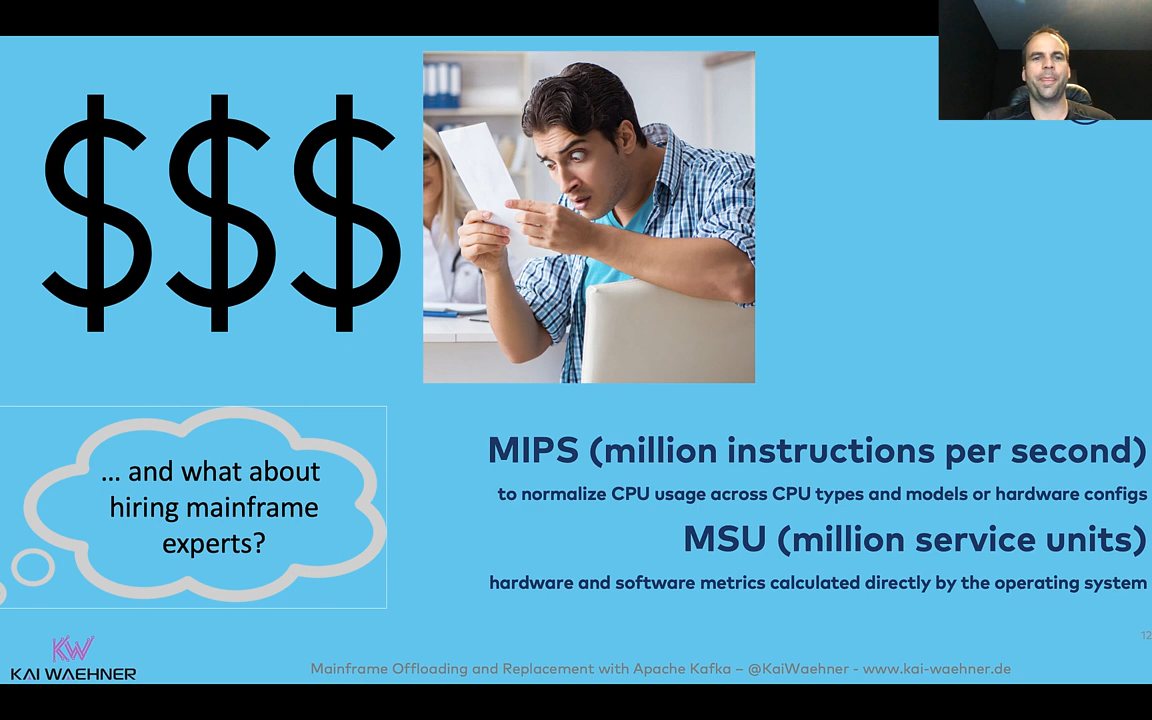 $$$
... and what about
hiring mainframe
experts?
MIPS (million instructions per second)
to normalize CPU usage across CPU types and models or hardware configs
MSU (million service units)
hardware and software metrics calculated directly by the operating system
12
KW
KAI WAEHNER
Mainframe Offloading and Replacement with Apache Kafka – @KaiWaehner - www.kai-waehner.de